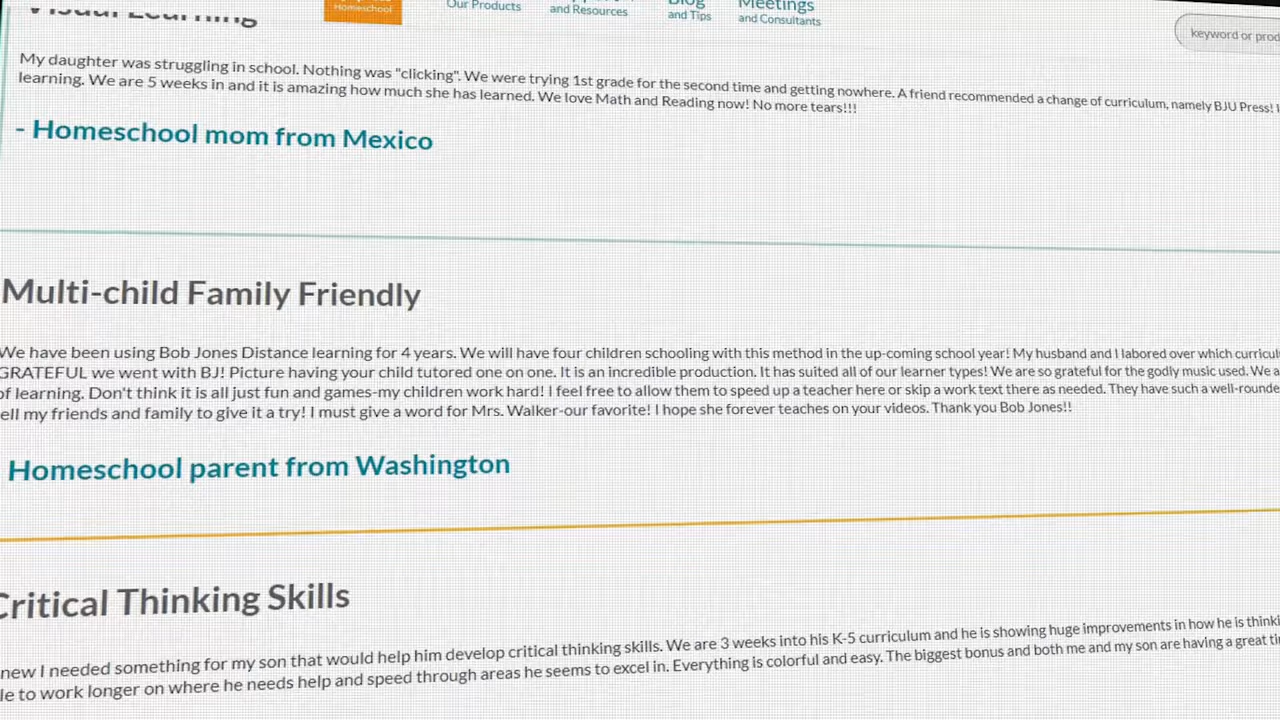 Homeschool
Our Products
and Resources
Blog
and Tips
Meetings
and Consultants
keyword or prod
Visual Learning
My daughter was struggling in school. Nothing was "clicking". We were trying 1st grade for the second time and getting nowhere. A friend recommended a change of curriculum, namely BJU Press!
learning. We are 5 weeks in and it is amazing how much she has learned. We love Math and Reading now! No more tears!!!
- Homeschool mom from Mexico
Multi-child Family Friendly
We have been using Bob Jones Distance learning for 4 years. We will have four children schooling with this method in the up-coming school year! My husband and I labored over which curricul
GRATEFUL we went with BJ! Picture having your child tutored one on one. It is an incredible production. It has suited all of our learner types! We are so grateful for the godly music used. We a
of learning. Don't think it is all just fun and games-my children work hard! I feel free to allow them to speed up a teacher here or skip a work text there as needed. They have such a well-rounde
ell my friends and family to give it a try! I must give a word for Mrs. Walker-our favorite! I hope she forever teaches on your videos. Thank you Bob Jones!!
Homeschool parent from Washington
Critical Thinking Skills
new I needed something for my son that would help him develop critical thinking skills. We are 3 weeks into his K-5 curriculum and he is showing huge improvements in how he is thinki
le to work longer on where he needs help and speed through areas he seems to excel in. Everything is colorful and easy. The biggest bonus and both me and my son are having a great ti